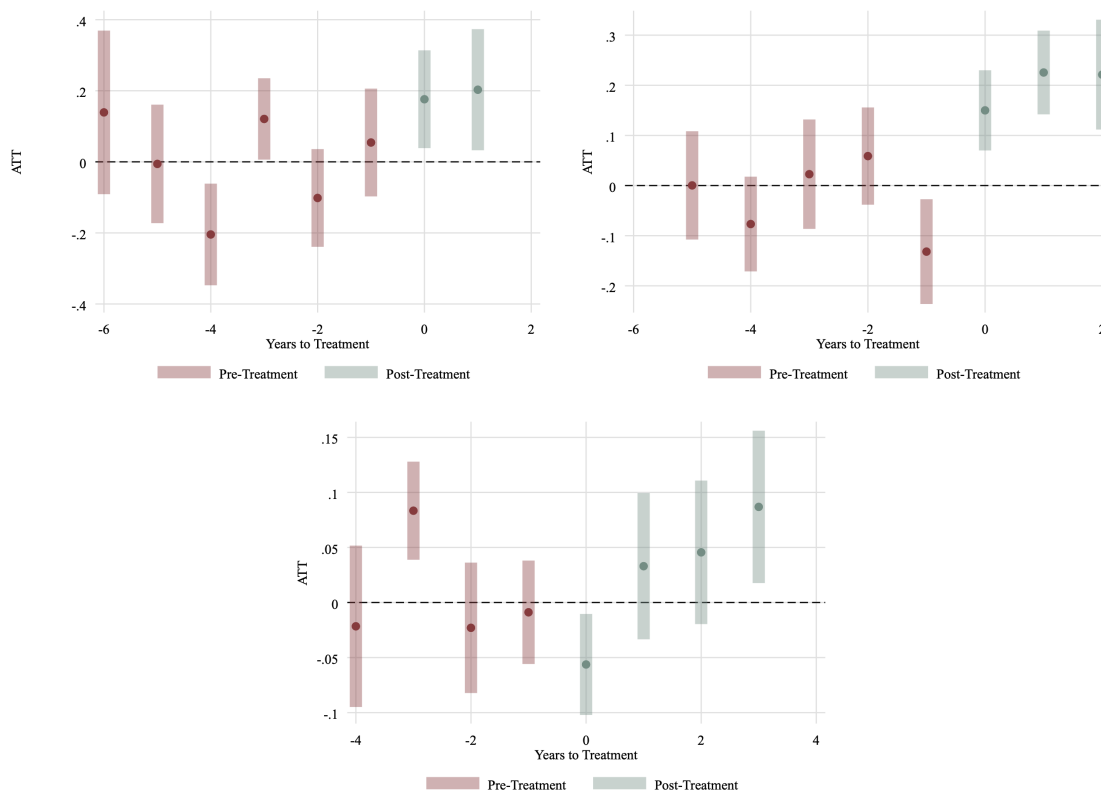 .4
.2
0
-.2
-.4
ATT
-6 -4 -2 0 2
Years to Treatment
Pre-Treatment Post-Treatment
.3
.2
.1
0
-.1
-.2
ATT
-6 -4 -2 0 2
Years to Treatment
Pre-Treatment Post-Treatment
.15
.1
.05
0
-.05
-.1
ATT
-4 -2 0 2 4
Years to Treatment
Pre-Treatment Post-Treatment